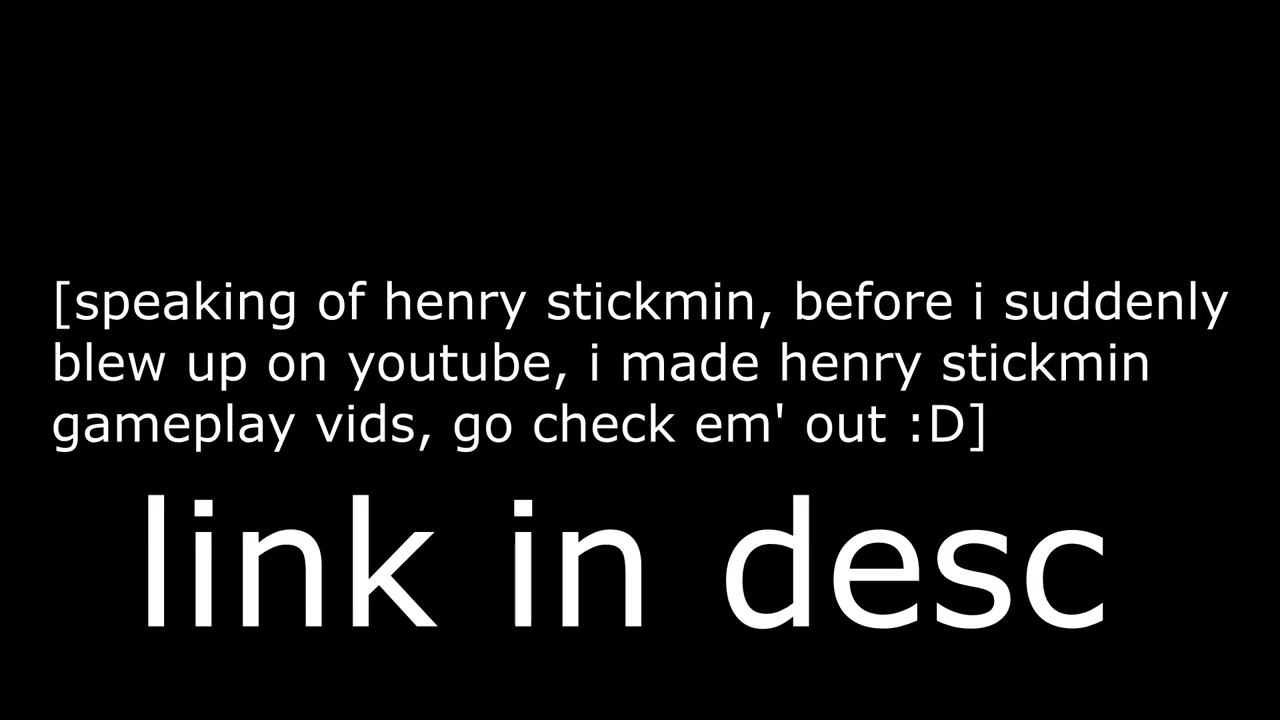 [speaking of henry stickmin, before i suddenly
blew up on youtube, i made henry stickmin
gameplay vids, go check em' out :D]
link in desc